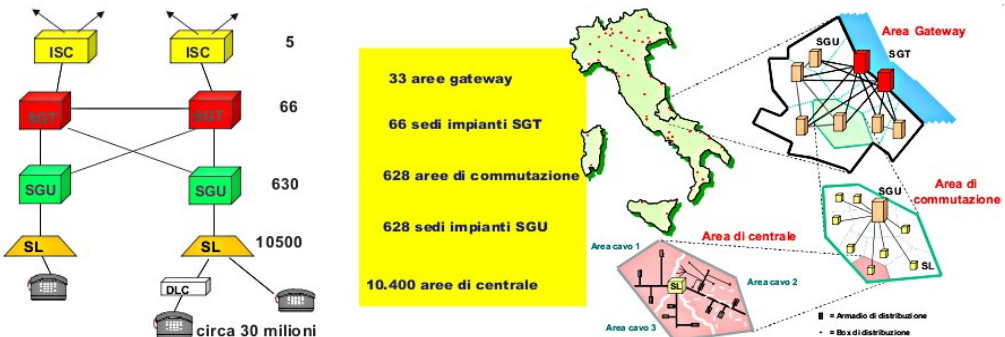 ISC
ISC
5
SGT
SGT
66
SGU
SGU
630
SL
SL
10500
DLC
circa 30 milioni
33 aree gateway
66 sedi impianti SGT
628 aree di commutazione
628 sedi impianti SGU
10.400 aree di centrale
Area Gateway
SGU
SGT
SGU
Area di
commutazione
SL
Area di centrale
Area cavo 1
SL
Area cavo 2
Area cavo 3
= Armadio di distribuzione
= Box di distribuzione